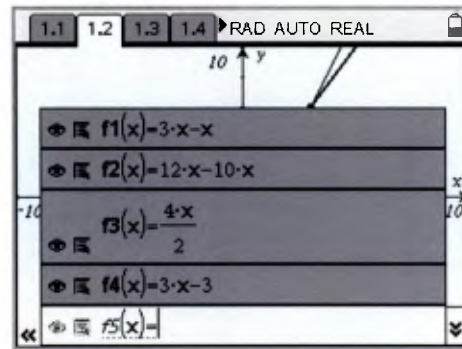 1.1 1.2 1.3 1.4 RAD AUTO REAL
10 y
f1(x)=3·x-x
f2(x)=12·x-10·x
x
-10 10
f3(x)=4·x/2
f4(x)=3·x-3
f5(x)=